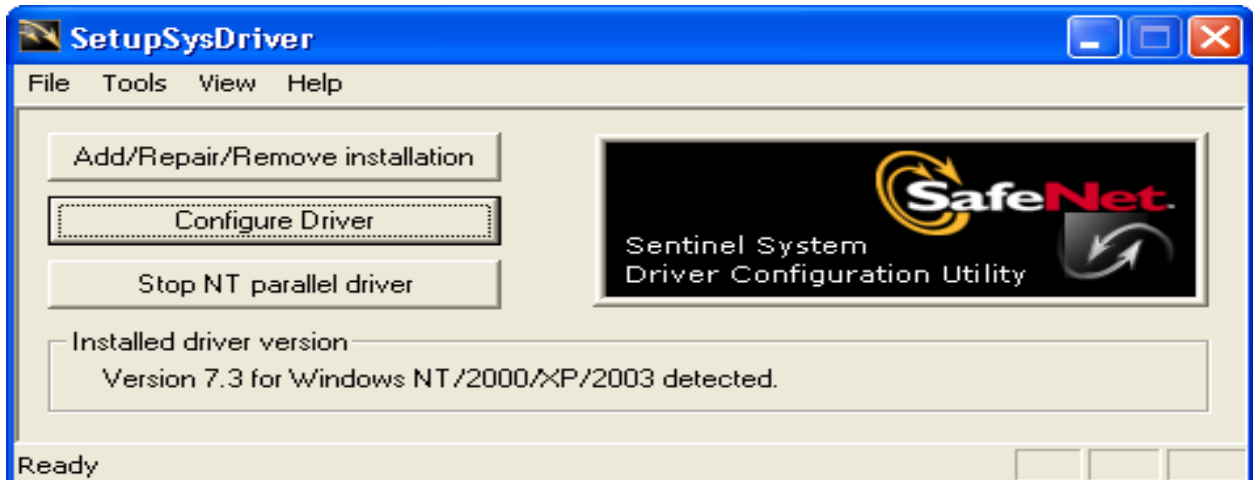 SetupSysDriver
File Tools View Help
Add/Repair/Remove installation
Configure Driver
Stop NT parallel driver
SafeNet.
Sentinel System
Driver Configuration Utility
Installed driver version
Version 7.3 for Windows NT/2000/XP/2003 detected.
Ready